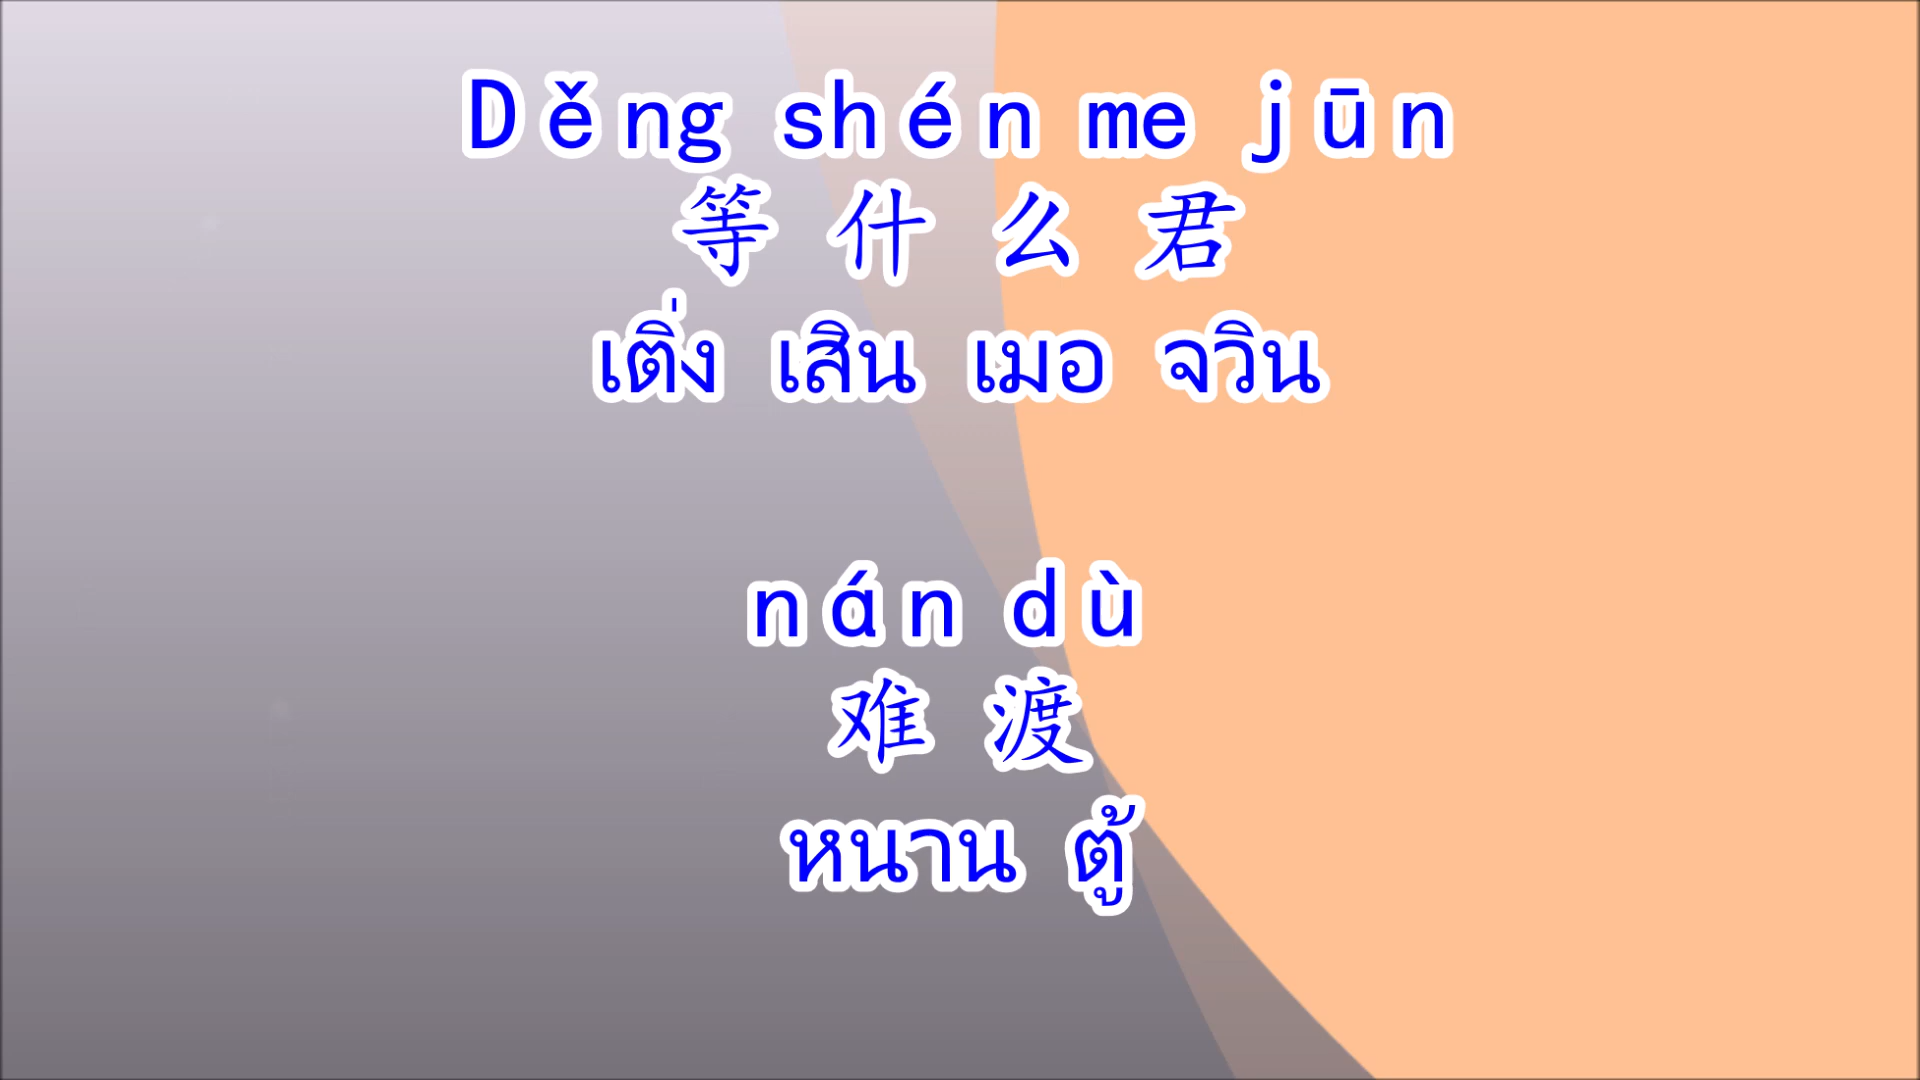 Děng shén me jūn
等 什 么 君
เติ่ง เสิน เมอ จวิน
nán dù
难 渡
หนาน ตู้